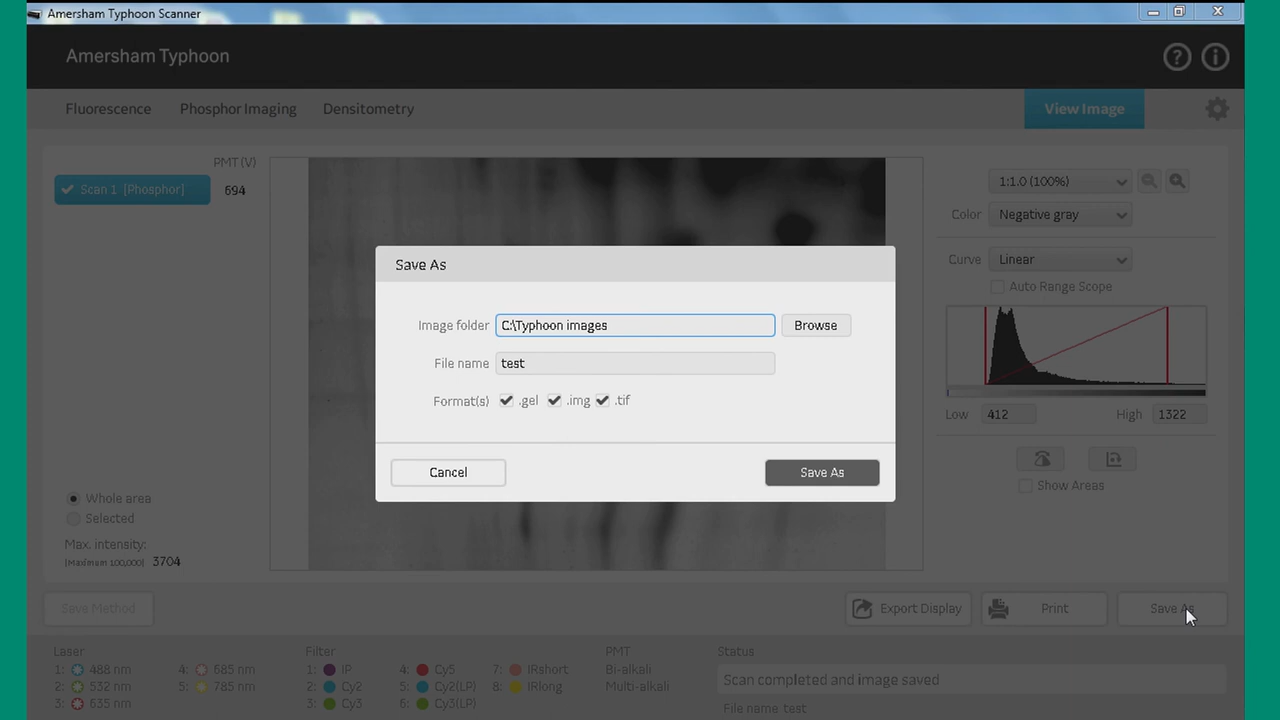 Amersham Typhoon Scanner
Amersham Typhoon
Fluorescence Phosphor Imaging Densitometry View Image
PMT (V)
Scan 1 [Phosphor] 694
1:1.0 (100%)
Color Negative gray
Curve Linear
Auto Range Scope
Low 412 High 1322
Show Areas
Save As
Image folder C:\Typhoon images Browse
File name test
Format(s) .gel .img .tif
Cancel Save As
Whole area
Selected
Max. intensity:
[Maximum 100,000] 3704
Save Method Export Display Print Save As
Laser Filter PMT Status
1: 488 nm 4: 685 nm 1: IP 4: Cy5 7: IRshort Bi-alkali
2: 532 nm 5: 785 nm 2: Cy2 5: Cy2(LP) 8: IRlong Multi-alkali Scan completed and image saved
3: 635 nm 3: Cy3 6: Cy3(LP) File name test